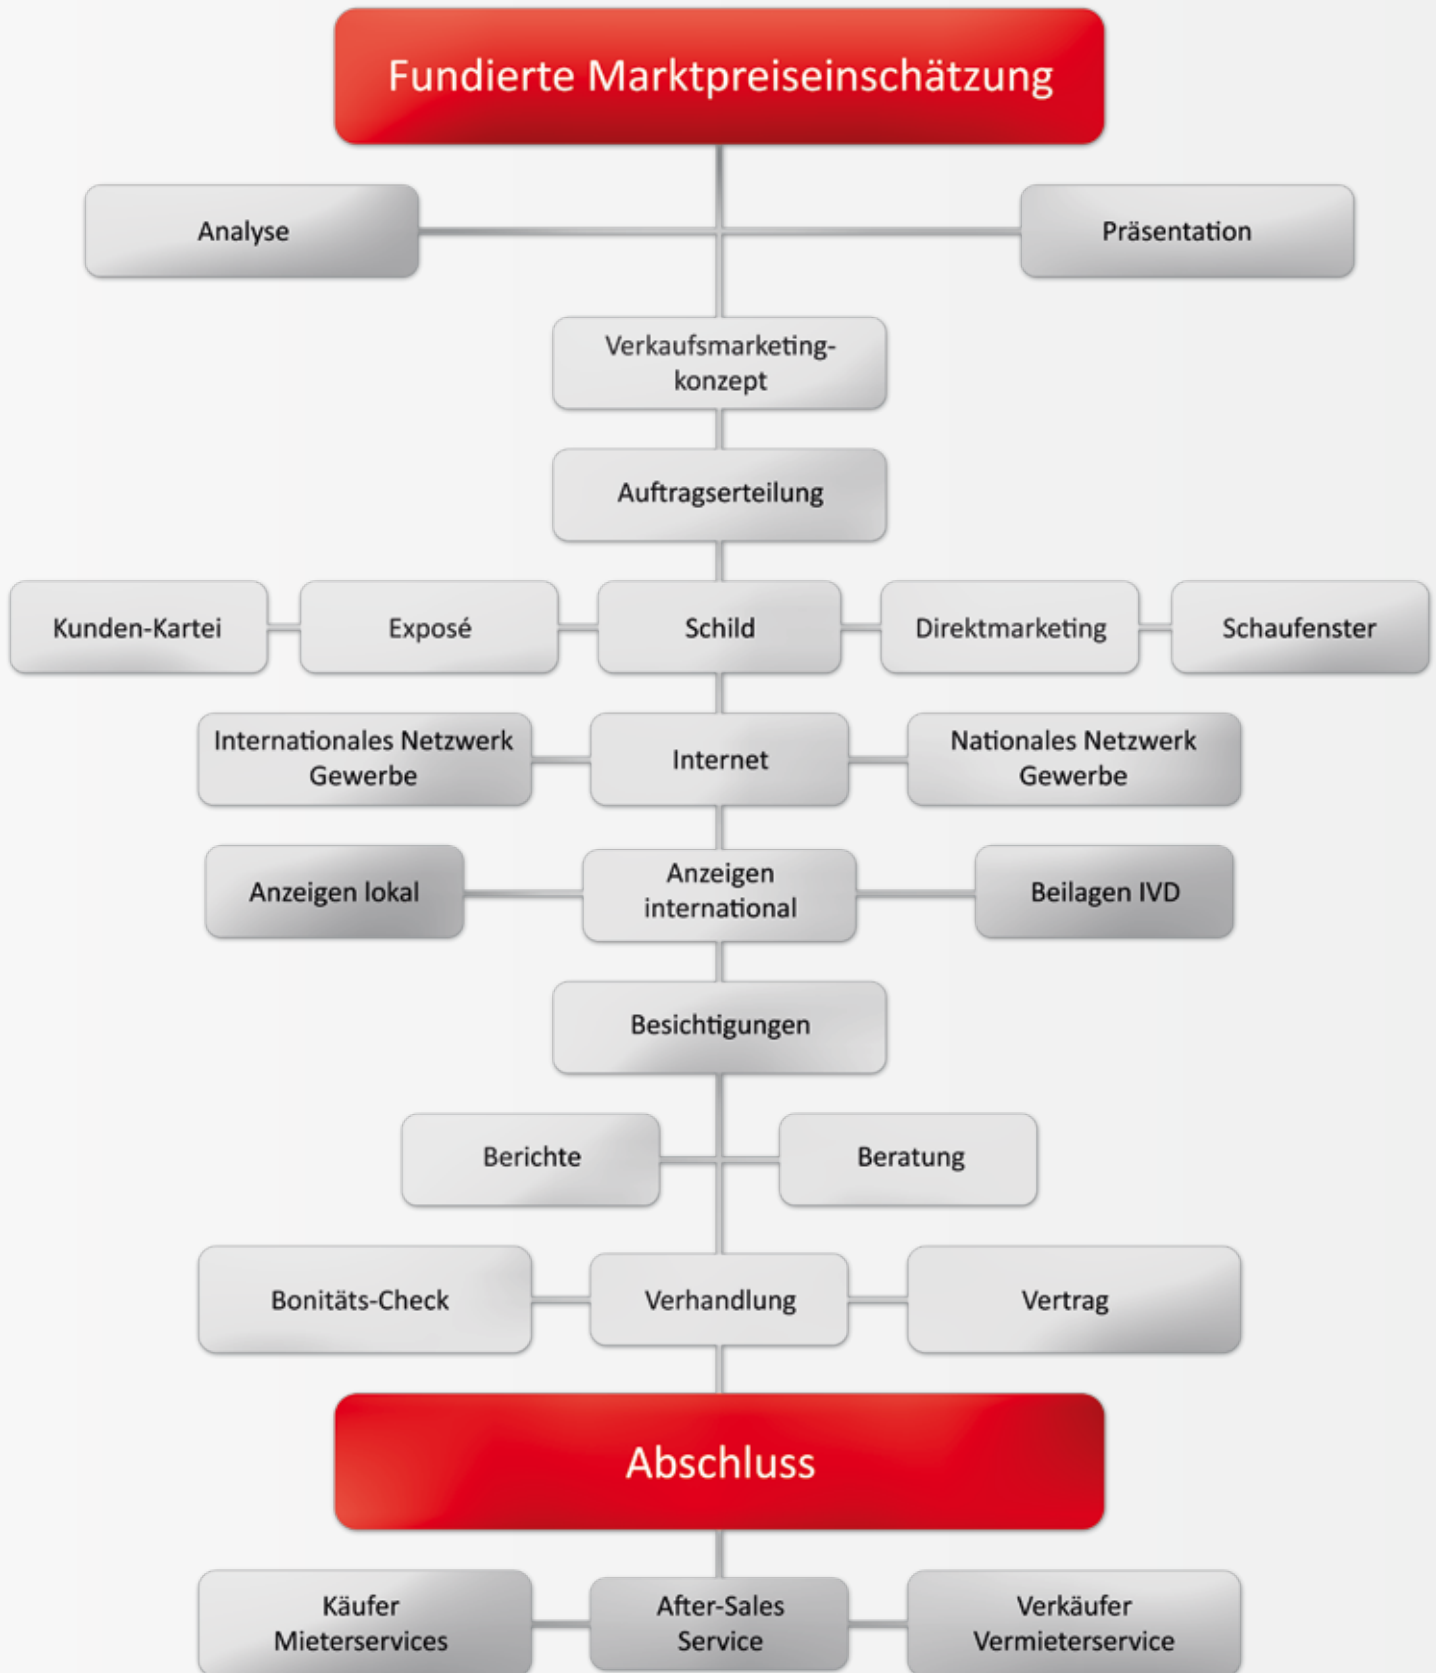 Fundierte Marktpreiseinschätzung
Analyse
Präsentation
Verkaufsmarketing-
konzept
Auftragserteilung
Kunden-Kartei
Exposé
Schild
Direktmarketing
Schaufenster
Internationales Netzwerk
Gewerbe
Internet
Nationales Netzwerk
Gewerbe
Anzeigen lokal
Anzeigen
international
Beilagen IVD
Besichtigungen
Berichte
Beratung
Bonitäts-Check
Verhandlung
Vertrag
Abschluss
Käufer
Mieterservices
After-Sales
Service
Verkäufer
Vermieterservice